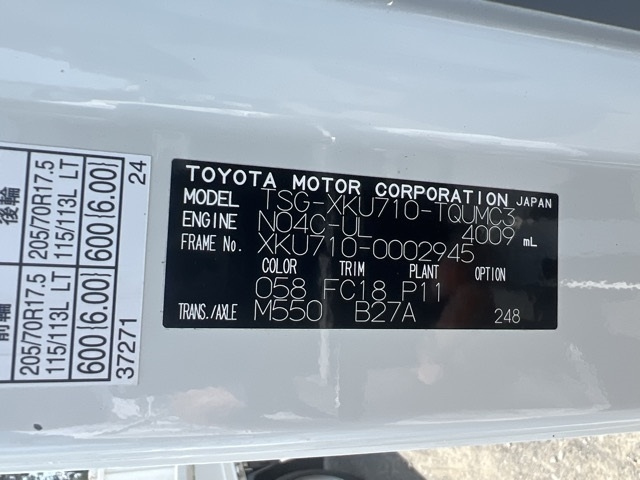 TOYOTA MOTOR CORPORATION JAPAN
MODEL TSG-XKU710-TQUMC3
ENGINE N04C-UL 4009 mL
FRAME No. XKU710-0002945
COLOR TRIM PLANT OPTION
058 FC18 P11
TRANS./AXLE M550 B27A 248
前輪
205/70R17.5
115/113L LT
600(6.00)
37271
後輪
205/70R17.5
115/113L LT
600(6.00)
24